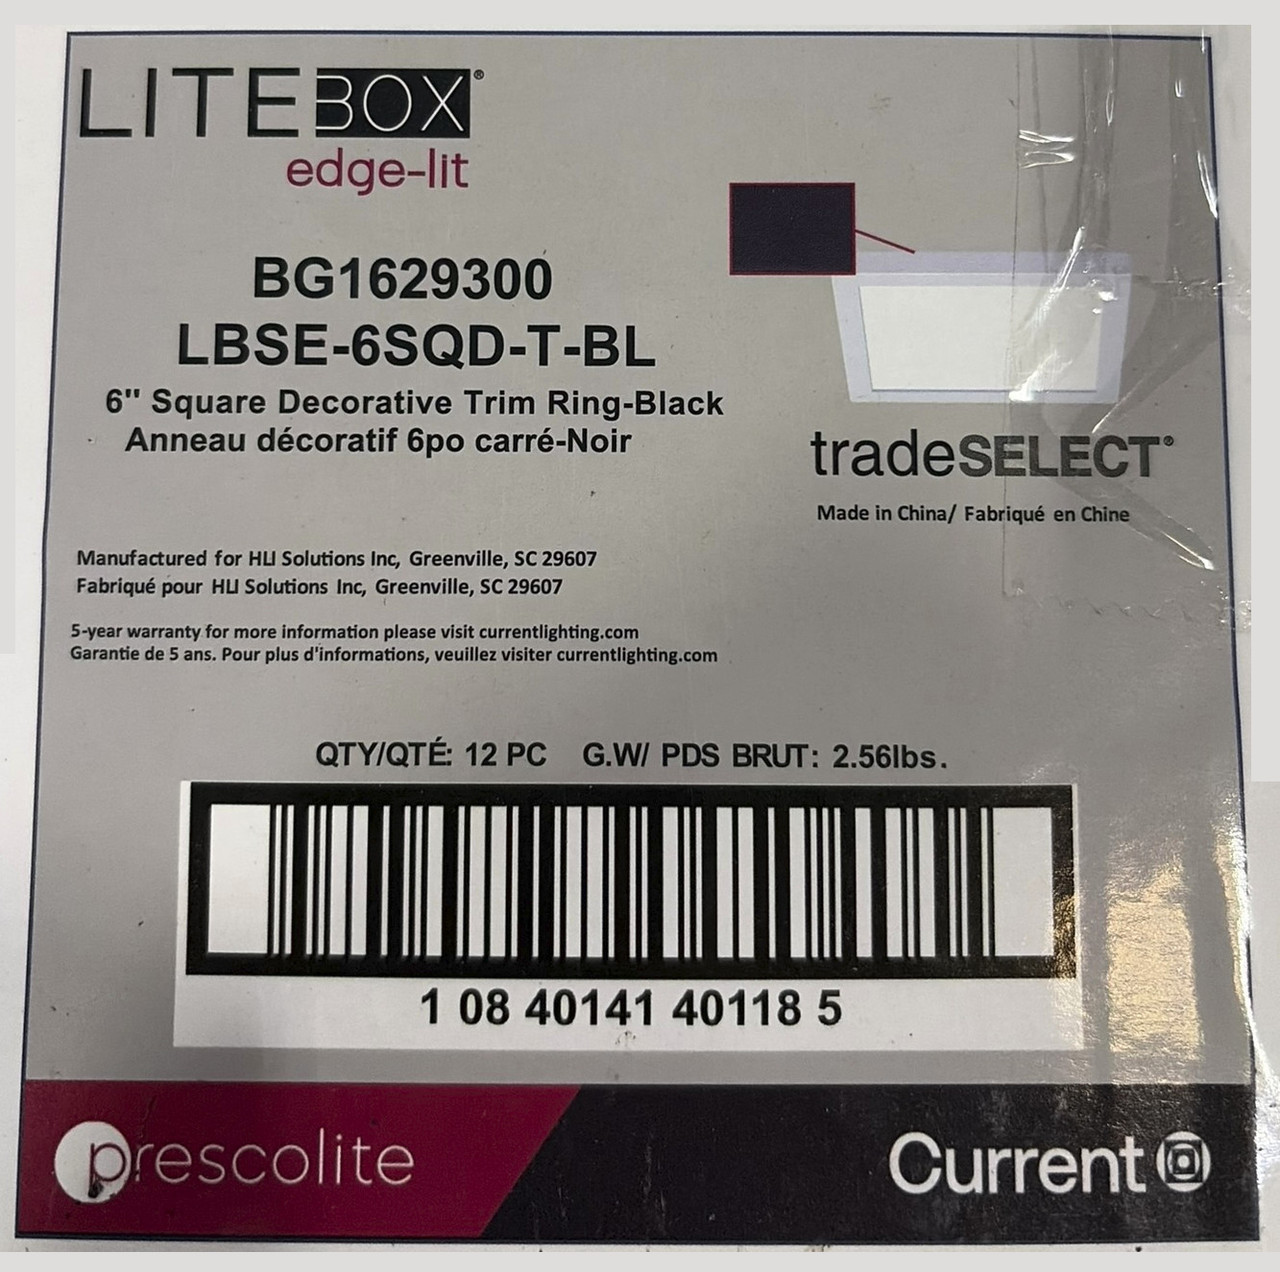 LITEBOX®
edge-lit
BG1629300
LBSE-6SQD-T-BL
6" Square Decorative Trim Ring-Black
Anneau décoratif 6po carré-Noir
tradeSELECT®
Made in China/ Fabriqué en Chine
Manufactured for HLI Solutions Inc, Greenville, SC 29607
Fabriqué pour HLI Solutions Inc, Greenville, SC 29607
5-year warranty for more information please visit currentlighting.com
Garantie de 5 ans. Pour plus d'informations, veuillez visiter currentlighting.com
QTY/QTÉ: 12 PC G.W/ PDS BRUT: 2.56lbs.
1 08 40141 40118 5
prescolite
Current